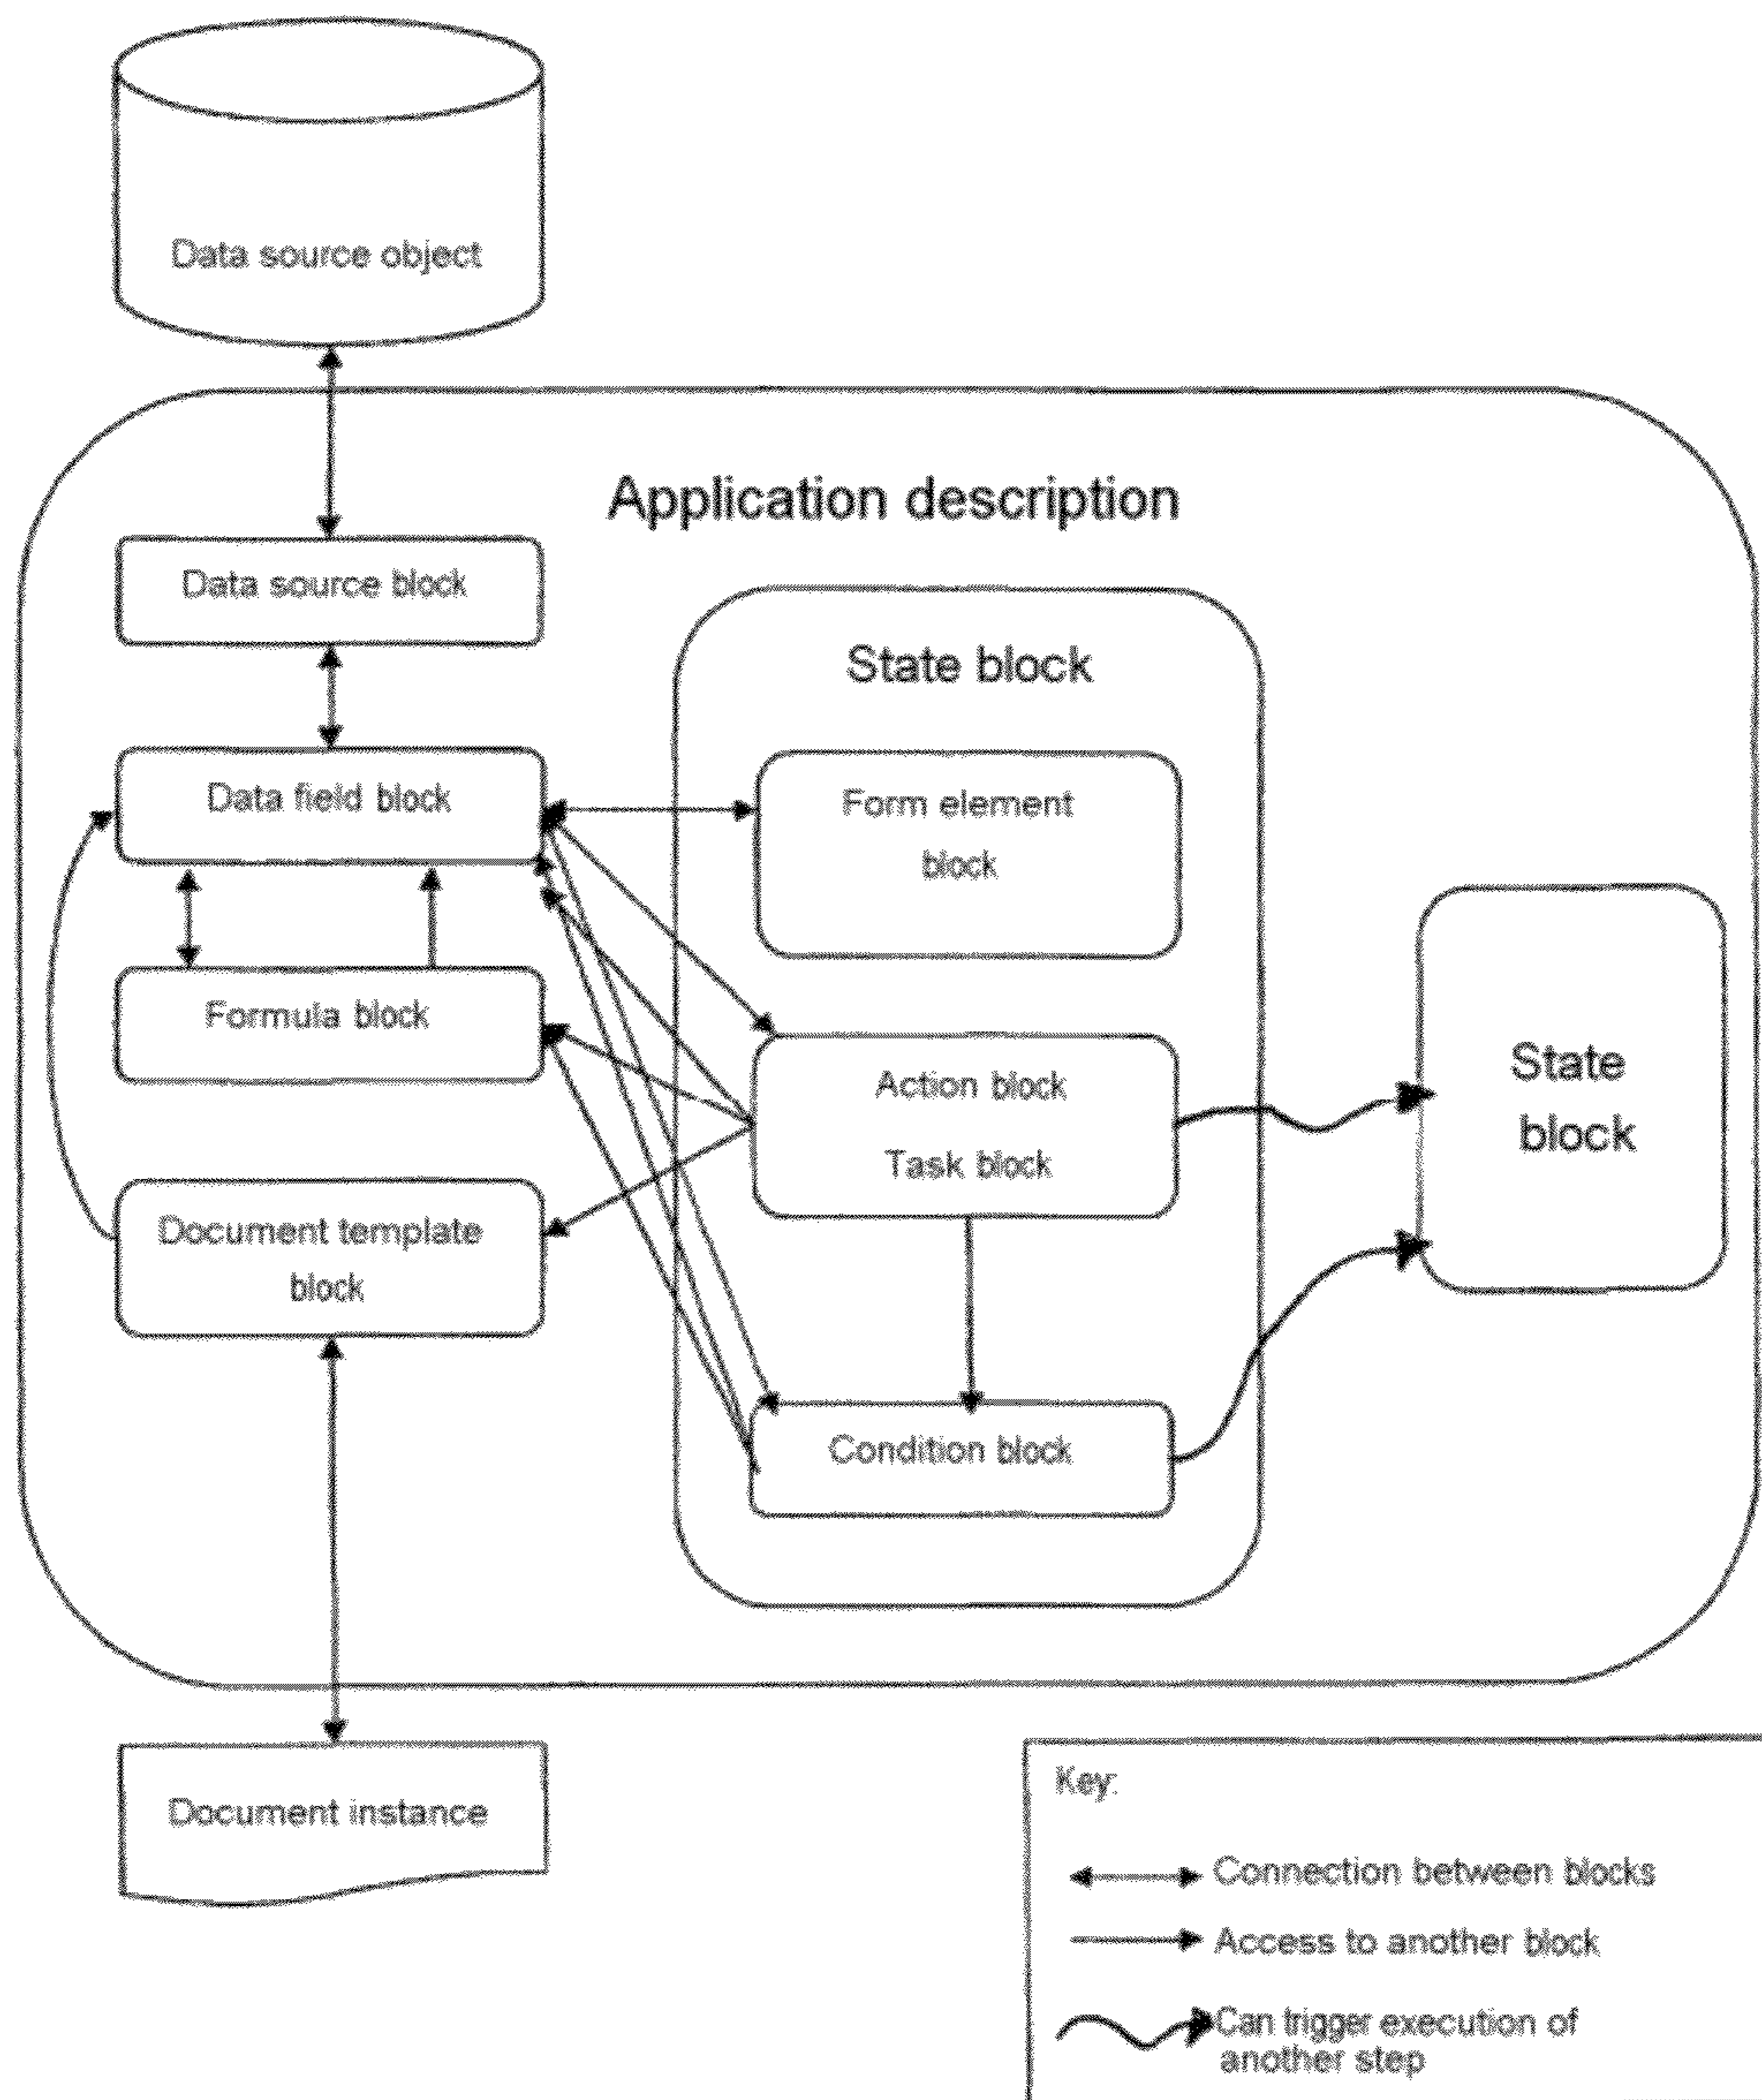 Data source object
Application description
Data source block
State block
Data field block
Form element
block
Formula block
Action block
Task block
State
block
Document template
block
Condition block
Document instance
Key:
Connection between blocks
Access to another block
Can trigger execution of
another step